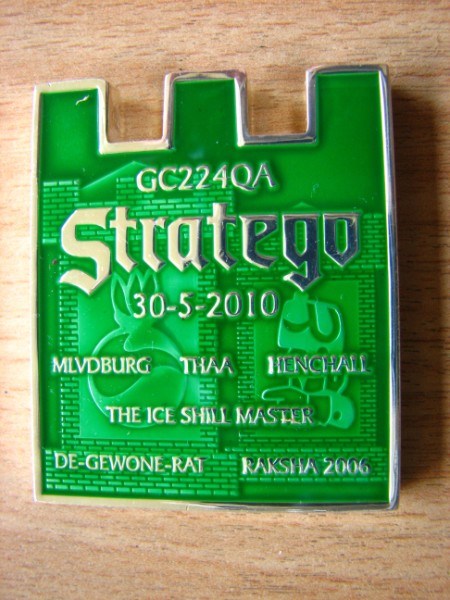 GC224QA
Stratego
30-5-2010
MLVDBURG THAA HENCHALL
THE ICE SHILL MASTER
DE-GEWONE-RAT RAKSHA 2006